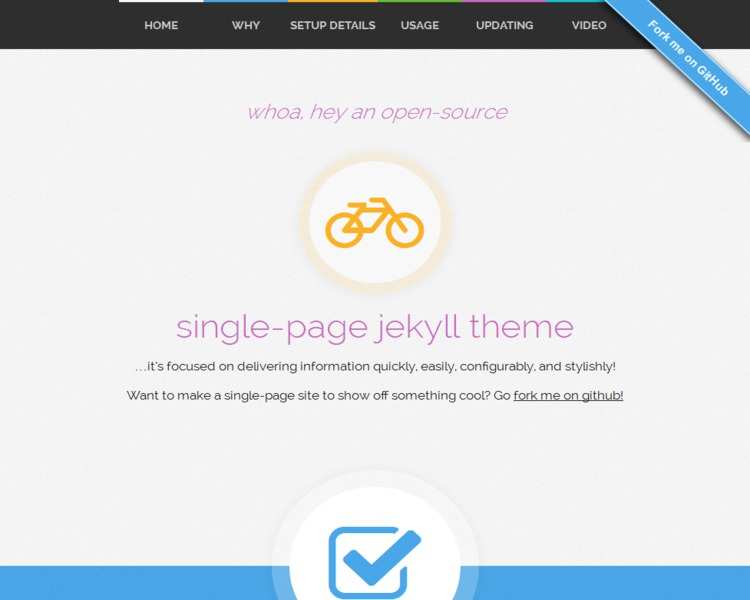 HOME WHY SETUP DETAILS USAGE UPDATING VIDEO
Fork me on GitHub
whoa, hey an open-source
single-page jekyll theme
...it's focused on delivering information quickly, easily, configurably, and stylishly!
Want to make a single-page site to show off something cool? Go fork me on github!